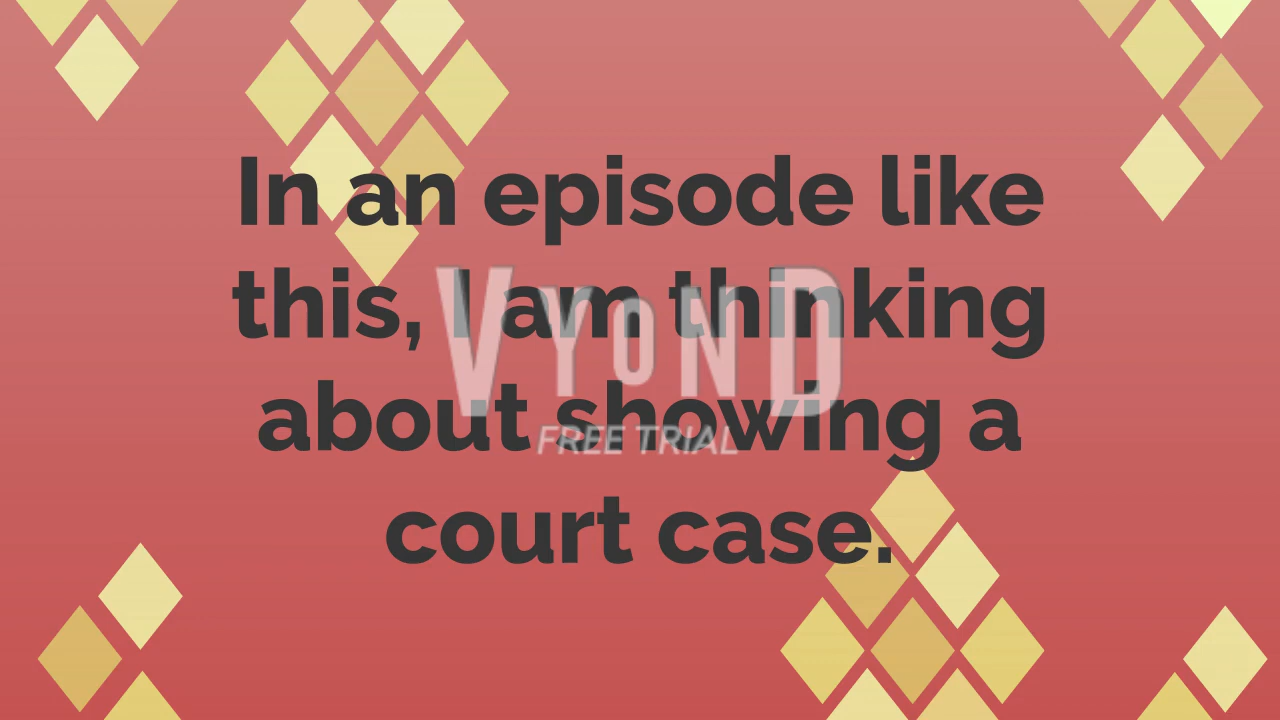 In an episode like
this, I am thinking
about showing a
court case.
VYOND
FREE TRIAL